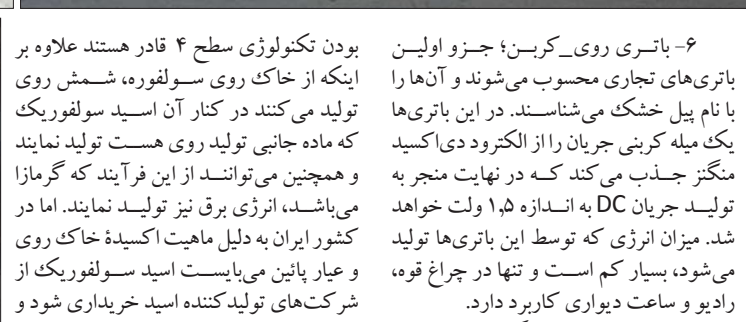 ۶- باتری روی_کربن؛ جزو اولین
باتری‌های تجاری محسوب می‌شوند و آن‌ها را
با نام پیل خشک می‌شناسند. در این باتری‌ها
یک میله کربنی جریان را از الکترود دی‌اکسید
منگنز جذب می‌کند که در نهایت منجر به
تولید جریان DC به اندازه ۱٫۵ ولت خواهد
شد. میزان انرژی که توسط این باتری‌ها تولید
می‌شود، بسیار کم است و تنها در چراغ قوه،
رادیو و ساعت دیواری کاربرد دارد.
بودن تکنولوژی سطح ۴ قادر هستند علاوه بر
اینکه از خاک روی سولفوره، شمش روی
تولید می‌کنند در کنار آن اسید سولفوریک
که ماده جانبی تولید روی هست تولید نمایند
و همچنین می‌توانند از این فرآیند که گرمازا
می‌باشد، انرژی برق نیز تولید نمایند. اما در
کشور ایران به دلیل ماهیت اکسیدهٔ خاک روی
و عیار پائین می‌بایست اسید سولفوریک از
شرکت‌های تولیدکننده اسید خریداری شود و